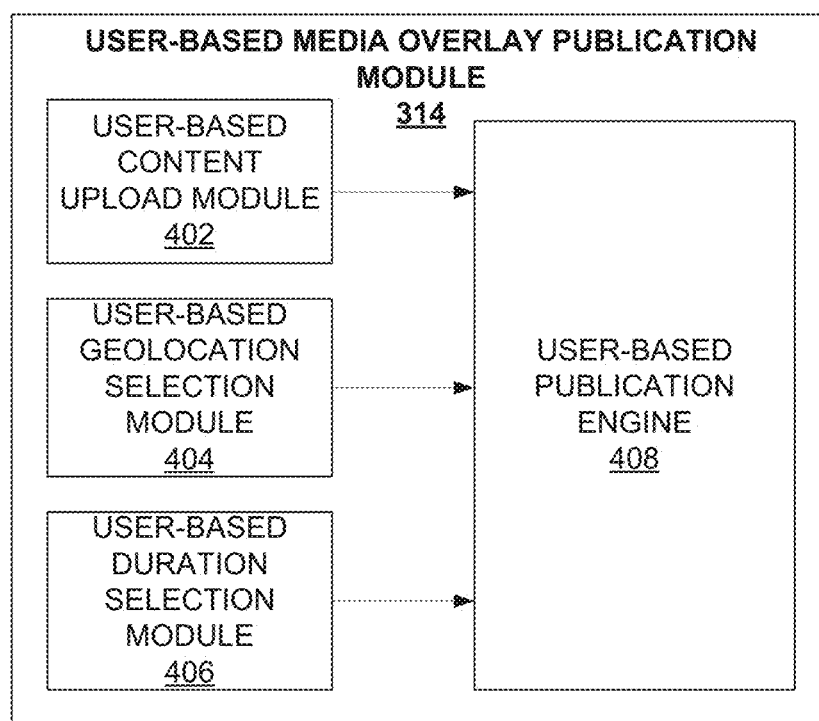 USER-BASED MEDIA OVERLAY PUBLICATION
MODULE
314
USER-BASED
CONTENT
UPLOAD MODULE
402
USER-BASED
GEOLOCATION
SELECTION
MODULE
404
USER-BASED
DURATION
SELECTION
MODULE
406
USER-BASED
PUBLICATION
ENGINE
408